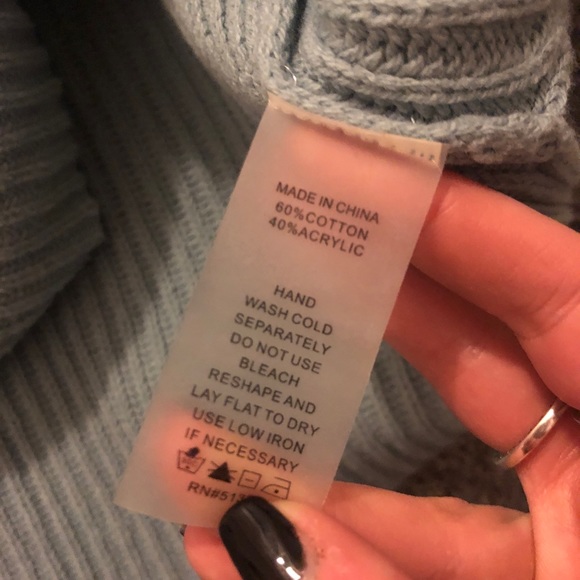 MADE IN CHINA
60%COTTON
40%ACRYLIC
HAND
WASH COLD
SEPARATELY
DO NOT USE
BLEACH
RESHAPE AND
LAY FLAT TO DRY
USE LOW IRON
IF NECESSARY